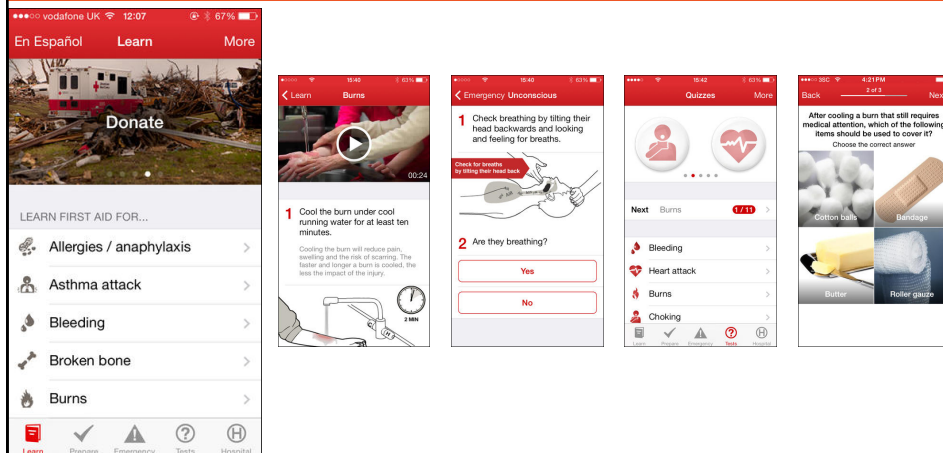 vodafone UK 12:07 67%
En Español Learn More
Donate
LEARN FIRST AID FOR...
Allergies / anaphylaxis
Asthma attack
Bleeding
Broken bone
Burns
Learn Prepare Emergency Tests Hospital
15:40 63%
Learn Burns
00:24
1 Cool the burn under cool
running water for at least ten
minutes.
Cooling the burn will reduce pain,
swelling and the risk of scarring. The
faster and longer a burn is cooled, the
less the impact of the injury.
2 MIN
H
15:40 63%
Emergency Unconscious
1 Check breathing by tilting their
head backwards and looking
and feeling for breaths.
Check for breaths
by tilting their head back
AIR
2 Are they breathing?
Yes
No
15:42 63%
Quizzes More
Next Burns 1 / 11
Bleeding
Heart attack
Burns
Choking
Learn Prepare Emergency Tests Hospital
4:21 PM
2 of 3
Back Nex
After cooling a burn that still requires
medical attention, which of the following
items should be used to cover it?
Choose the correct answer
Cotton balls Bandage
Butter Roller gauze